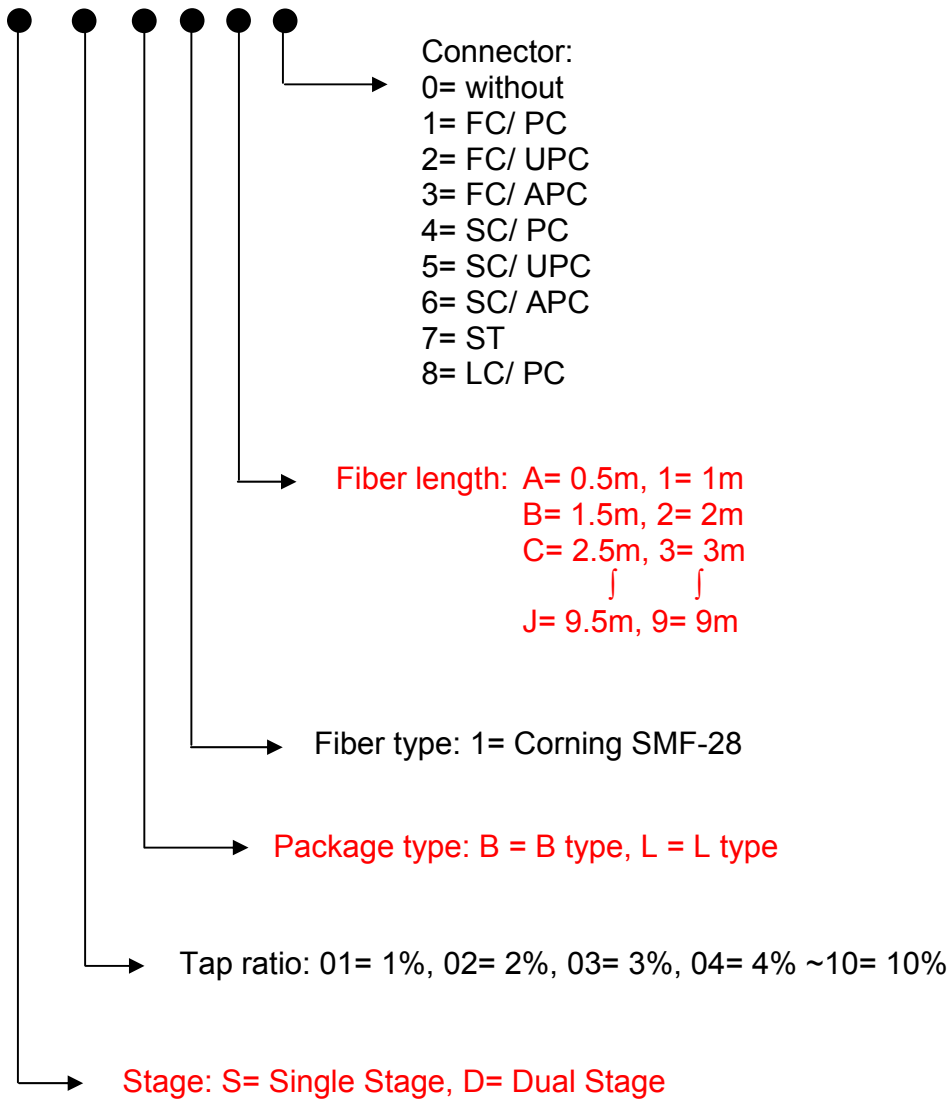 Connector:
0= without
1= FC/ PC
2= FC/ UPC
3= FC/ APC
4= SC/ PC
5= SC/ UPC
6= SC/ APC
7= ST
8= LC/ PC
Fiber length: A= 0.5m, 1= 1m
B= 1.5m, 2= 2m
C= 2.5m, 3= 3m
∫ ∫
J= 9.5m, 9= 9m
Fiber type: 1= Corning SMF-28
Package type: B = B type, L = L type
Tap ratio: 01= 1%, 02= 2%, 03= 3%, 04= 4% ~10= 10%
Stage: S= Single Stage, D= Dual Stage